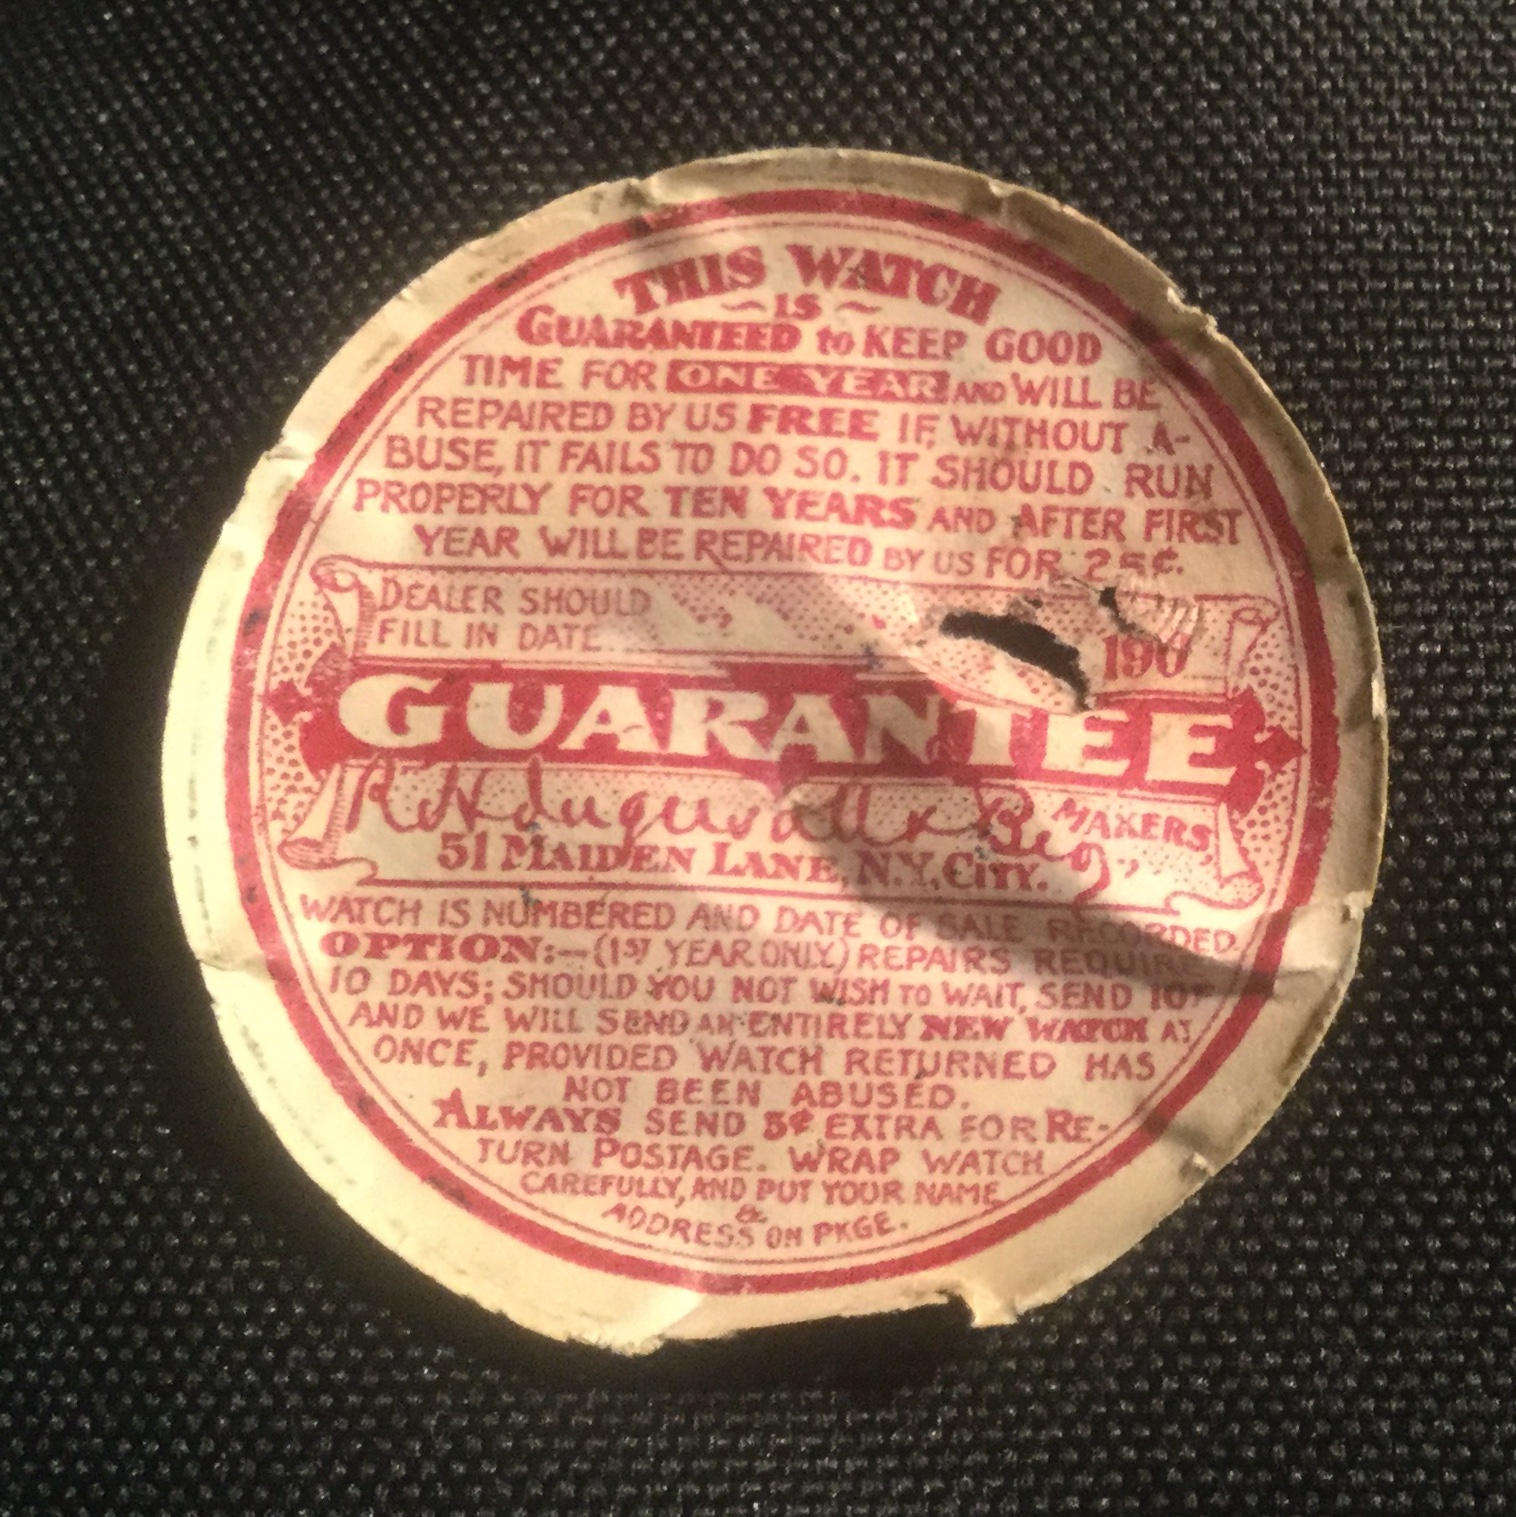 THIS WATCH
~ IS ~
GUARANTEED to KEEP GOOD
TIME FOR ONE YEAR AND WILL BE
REPAIRED BY US FREE IF, WITHOUT A-
BUSE, IT FAILS TO DO SO. IT SHOULD RUN
PROPERLY FOR TEN YEARS AND AFTER FIRST
YEAR WILL BE REPAIRED BY US FOR 25¢.
DEALER SHOULD
FILL IN DATE
190
GUARANTEE
R.H. Ingersoll & Bro. MAKERS,
51 MAIDEN LANE, N.Y. CITY.
WATCH IS NUMBERED AND DATE OF SALE RECORDED.
OPTION:—(1ST YEAR ONLY) REPAIRS REQUIRE
10 DAYS; SHOULD YOU NOT WISH TO WAIT, SEND 10¢
AND WE WILL SEND AN ENTIRELY NEW WATCH AT
ONCE, PROVIDED WATCH RETURNED HAS
NOT BEEN ABUSED.
ALWAYS SEND 5¢ EXTRA FOR RE-
TURN POSTAGE. WRAP WATCH
CAREFULLY, AND PUT YOUR NAME
&
ADDRESS ON PKGE.